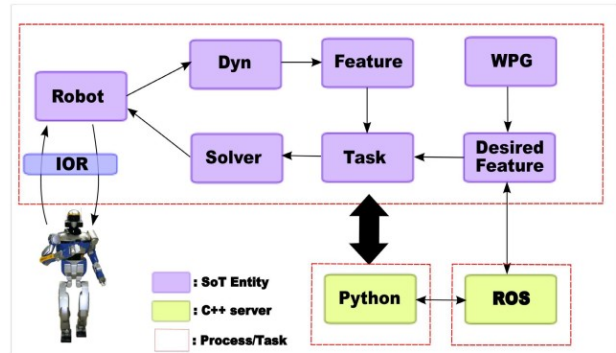 Dyn
Feature
WPG
Robot
Solver
Task
Desired
Feature
IOR
Python
ROS
: SoT Entity
: C++ server
: Process/Task